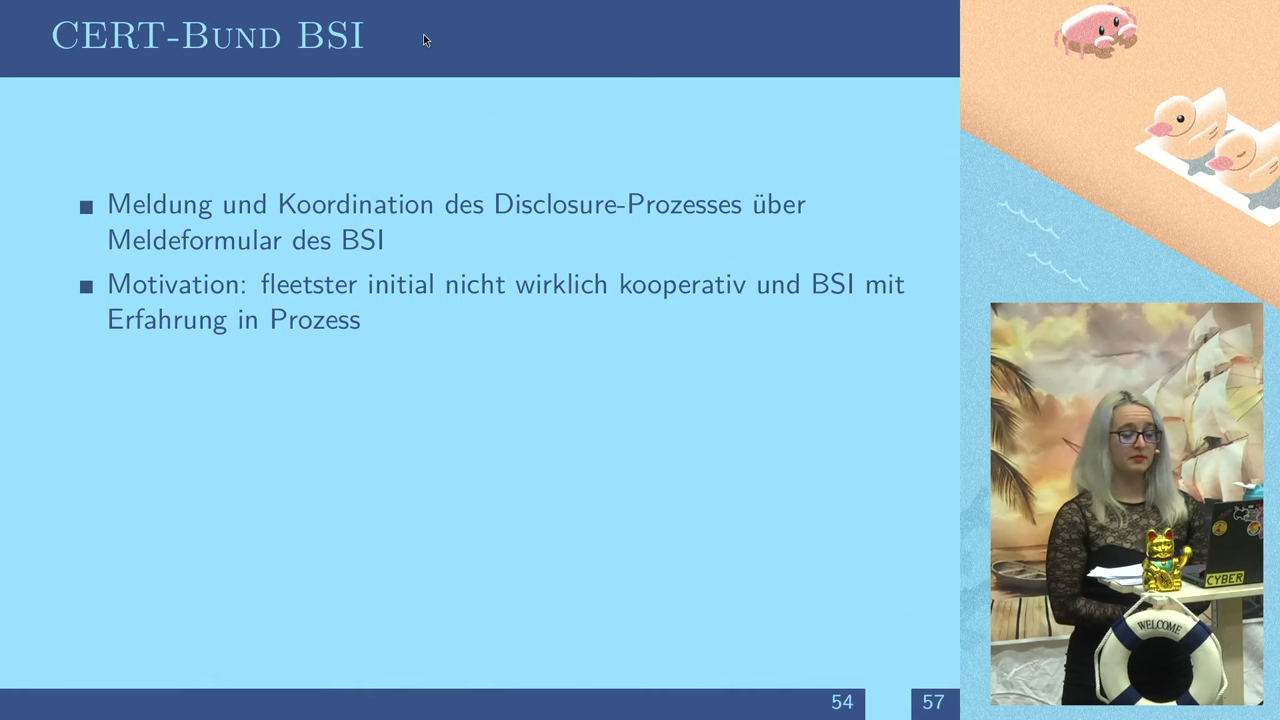 CERT-Bund BSI
Meldung und Koordination des Disclosure-Prozesses über
Meldeformular des BSI
Motivation: fleetster initial nicht wirklich kooperativ und BSI mit
Erfahrung in Prozess
54
57
CYBER
WELCOME